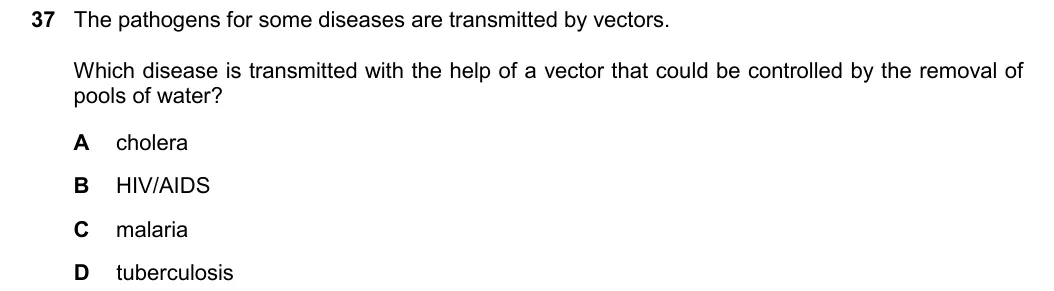 37 The pathogens for some diseases are transmitted by vectors.
Which disease is transmitted with the help of a vector that could be controlled by the removal of
pools of water?
A cholera
B HIV/AIDS
C malaria
D tuberculosis